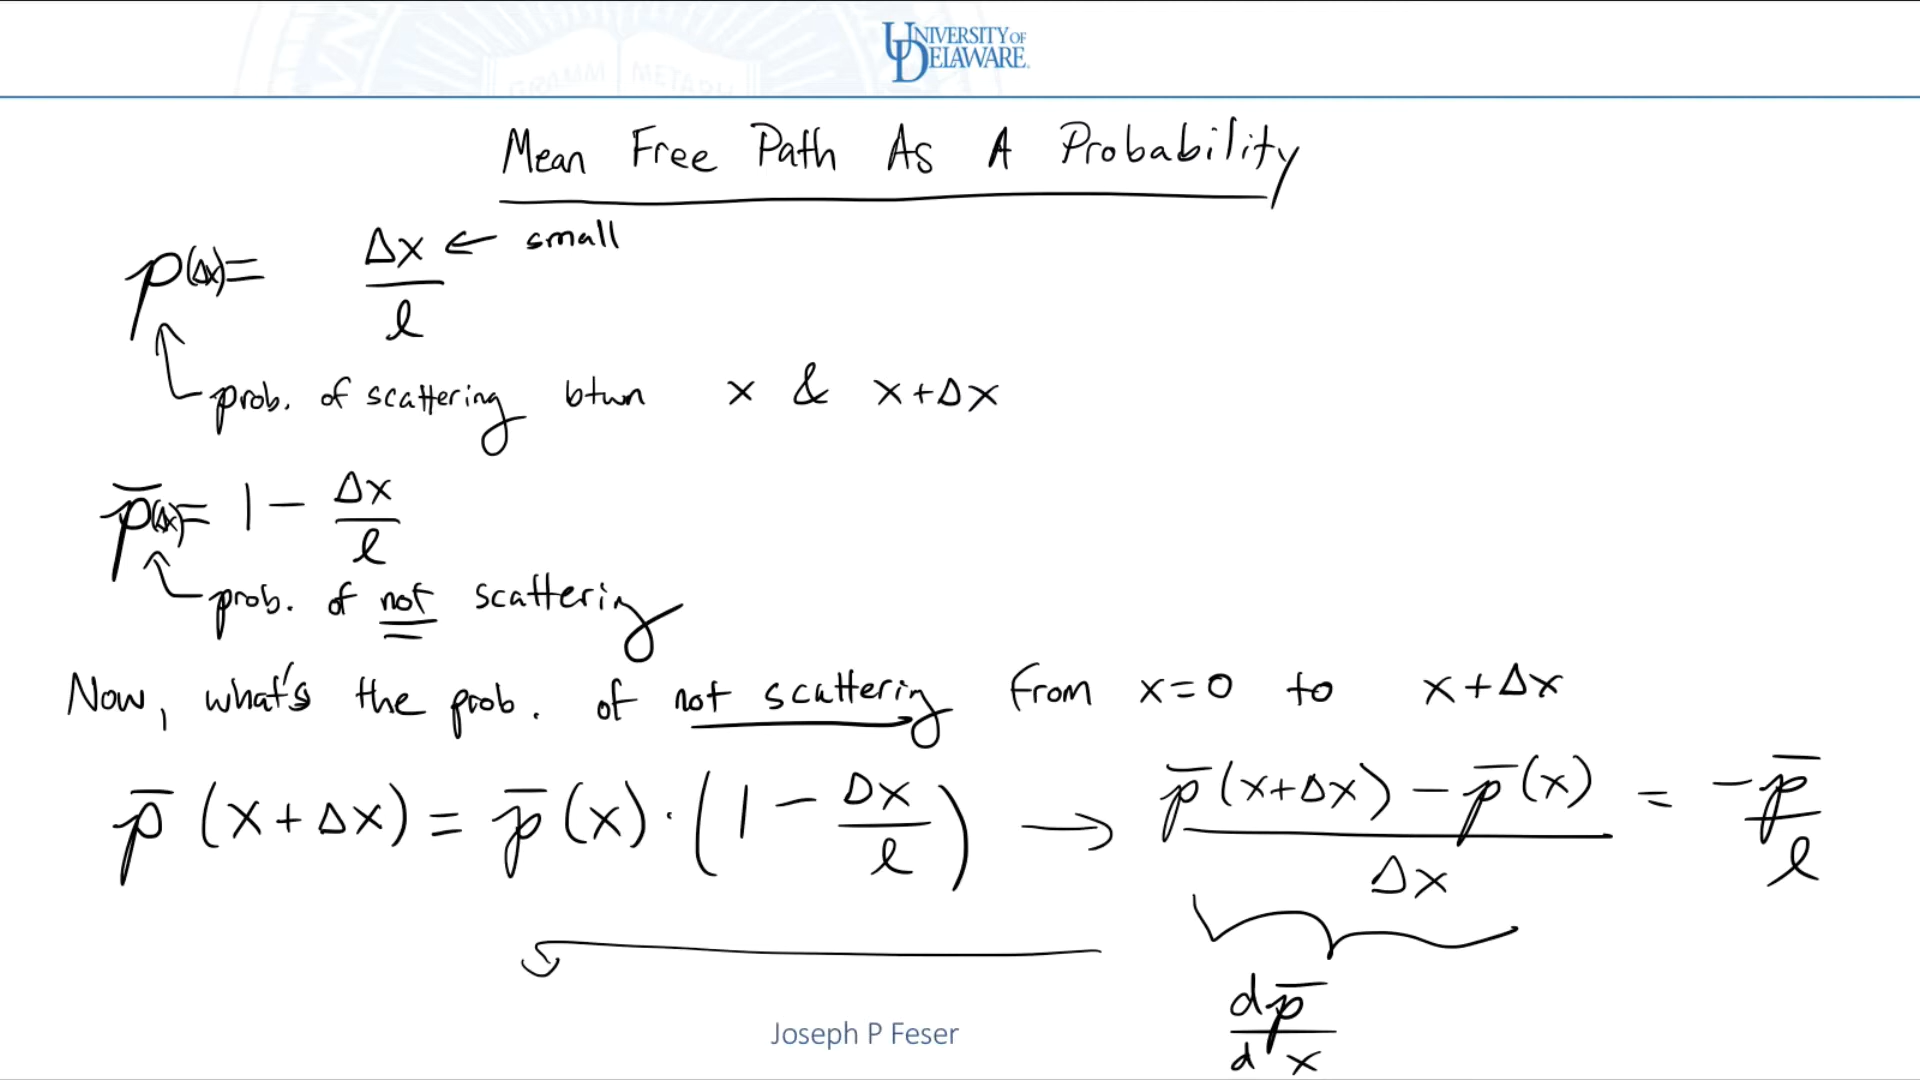 UNIVERSITY OF DELAWARE.
GRAMM METAPH
Mean Free Path As A Probability
p(Δx) = Δx/ℓ ← small
prob. of scattering btwn x & x+Δx
p̅(Δx) = 1 - Δx/ℓ
prob. of not scattering
Now, what's the prob. of not scattering from x=0 to x+Δx
p̅(x+Δx) = p̅(x)·(1 - Δx/ℓ) → (p̅(x+Δx) - p̅(x))/Δx = -p̅/ℓ
dp̅/dx
Joseph P Feser